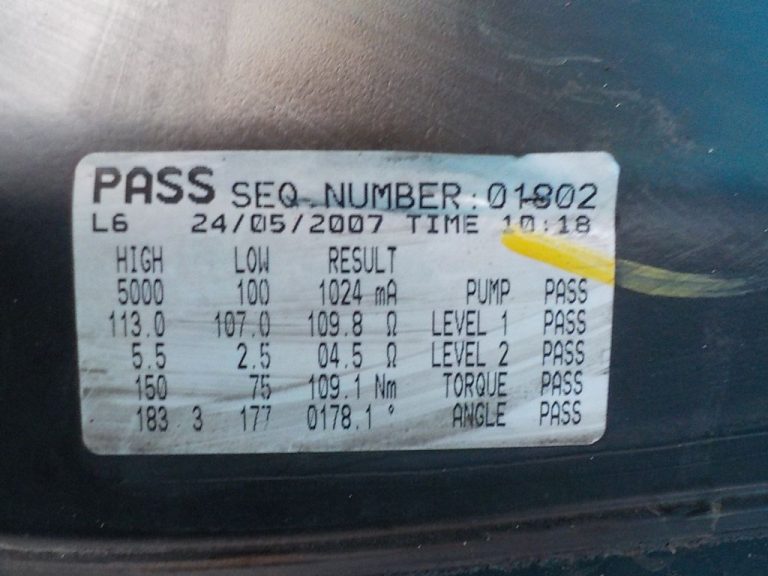 PASS SEQ.NUMBER:01802
L6 24/05/2007 TIME 10:18
HIGH LOW RESULT
5000 100 1024 mA PUMP PASS
113.0 107.0 109.8 Ω LEVEL 1 PASS
5.5 2.5 04.5 Ω LEVEL 2 PASS
150 75 109.1 Nm TORQUE PASS
183 3 177 0178.1 ° ANGLE PASS